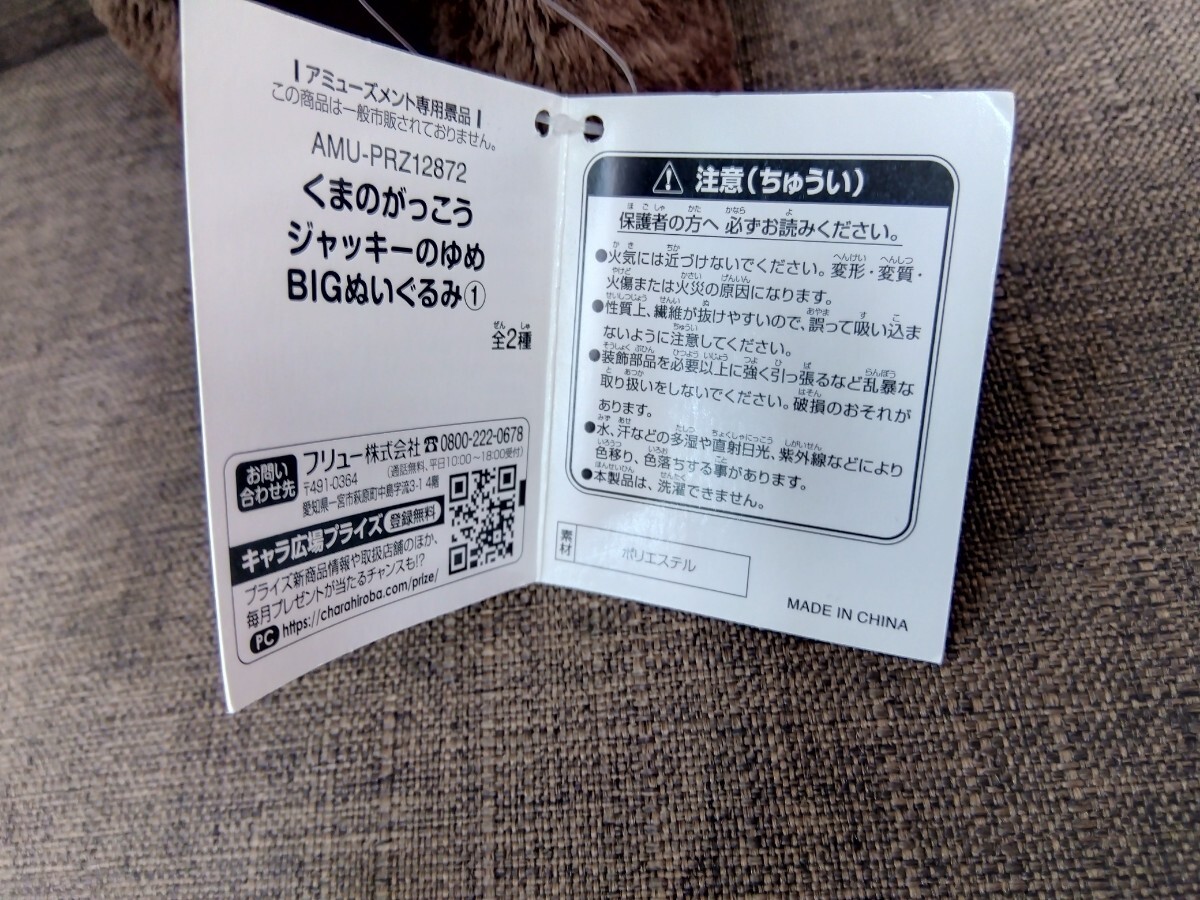 アミューズメント専用景品
この商品は一般市販されておりません。
AMU-PRZ12872
くまのがっこう
ジャッキーのゆめ
BIGぬいぐるみ①
全2種
お問い合わせ先
フリュー株式会社 ☎0800-222-0678
(通話無料、平日10:00〜18:00受付)
〒491-0364
愛知県一宮市萩原町中島字流3-1 4階
キャラ広場プライズ 登録無料
プライズ新商品情報や取扱店舗のほか、
毎月プレゼントが当たるチャンスも!?
PC https://charahiroba.com/prize/
⚠ 注意(ちゅうい)
保護者の方へ 必ずお読みください。
●火気には近づけないでください。変形・変質・
火傷または火災の原因になります。
●性質上、繊維が抜けやすいので、誤って吸い込ま
ないように注意してください。
●装飾部品を必要以上に強く引っ張るなど乱暴な
取り扱いをしないでください。破損のおそれが
あります。
●水、汗などの多湿や直射日光、紫外線などにより
色移り、色落ちする事があります。
●本製品は、洗濯できません。
素材 ポリエステル
MADE IN CHINA